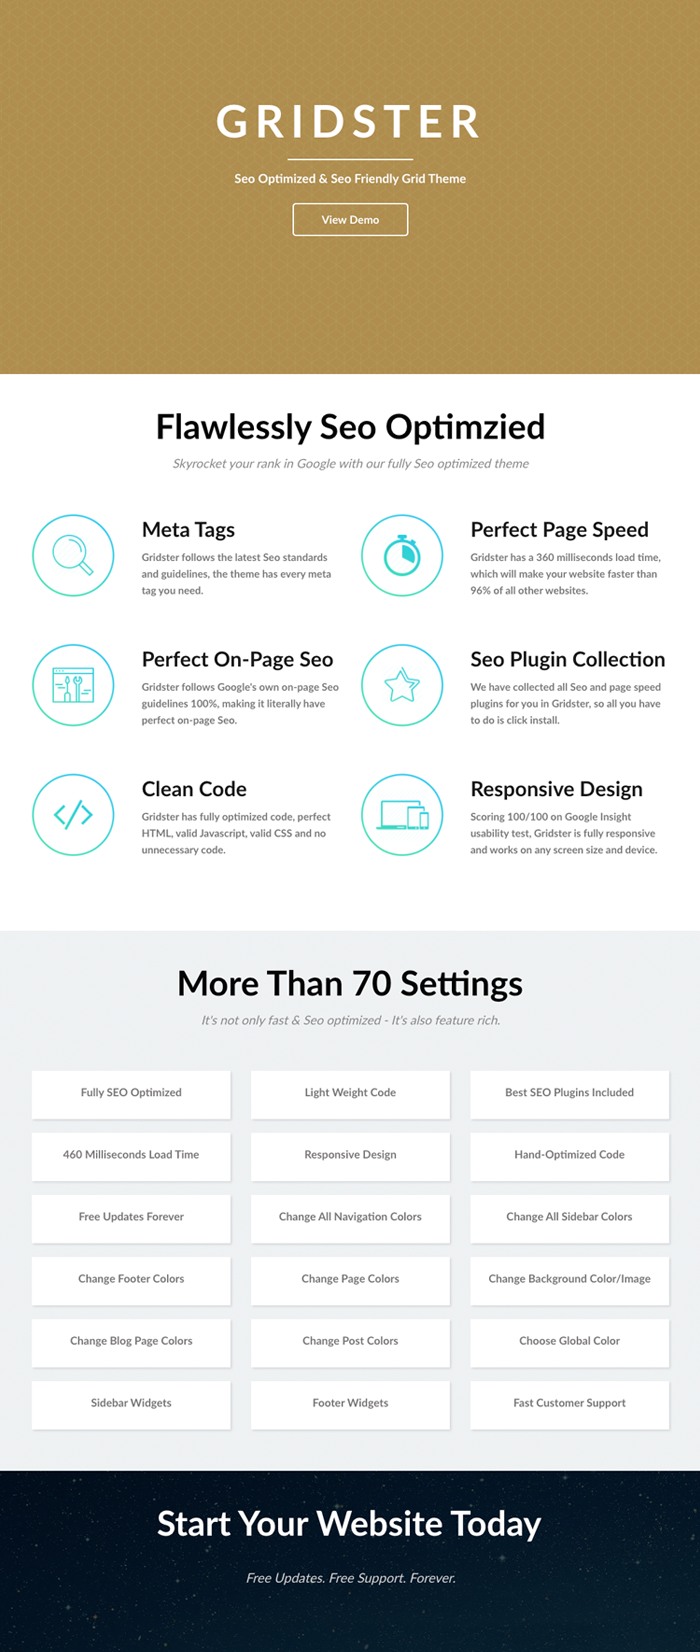 GRIDSTER
Seo Optimized & Seo Friendly Grid Theme
View Demo
Flawlessly Seo Optimzied
Skyrocket your rank in Google with our fully Seo optimized theme
Meta Tags
Gridster follows the latest Seo standards
and guidelines, the theme has every meta
tag you need.
Perfect Page Speed
Gridster has a 360 milliseconds load time,
which will make your website faster than
96% of all other websites.
Perfect On-Page Seo
Gridster follows Google's own on-page Seo
guidelines 100%, making it literally have
perfect on-page Seo.
Seo Plugin Collection
We have collected all Seo and page speed
plugins for you in Gridster, so all you have
to do is click install.
Clean Code
Gridster has fully optimized code, perfect
HTML, valid Javascript, valid CSS and no
unnecessary code.
Responsive Design
Scoring 100/100 on Google Insight
usability test, Gridster is fully responsive
and works on any screen size and device.
More Than 70 Settings
It's not only fast & Seo optimized - It's also feature rich.
Fully SEO Optimized
Light Weight Code
Best SEO Plugins Included
460 Milliseconds Load Time
Responsive Design
Hand-Optimized Code
Free Updates Forever
Change All Navigation Colors
Change All Sidebar Colors
Change Footer Colors
Change Page Colors
Change Background Color/Image
Change Blog Page Colors
Change Post Colors
Choose Global Color
Sidebar Widgets
Footer Widgets
Fast Customer Support
Start Your Website Today
Free Updates. Free Support. Forever.